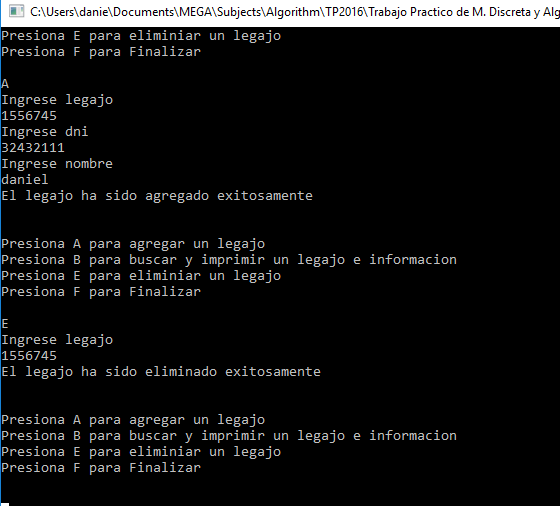 C:\Users\danie\Documents\MEGA\Subjects\Algorithm\TP2016\Trabajo Practico de M. Discreta y Alg
Presiona E para eliminiar un legajo
Presiona F para Finalizar
A
Ingrese legajo
1556745
Ingrese dni
32432111
Ingrese nombre
daniel
El legajo ha sido agregado exitosamente
Presiona A para agregar un legajo
Presiona B para buscar y imprimir un legajo e informacion
Presiona E para eliminiar un legajo
Presiona F para Finalizar
E
Ingrese legajo
1556745
El legajo ha sido eliminado exitosamente
Presiona A para agregar un legajo
Presiona B para buscar y imprimir un legajo e informacion
Presiona E para eliminiar un legajo
Presiona F para Finalizar